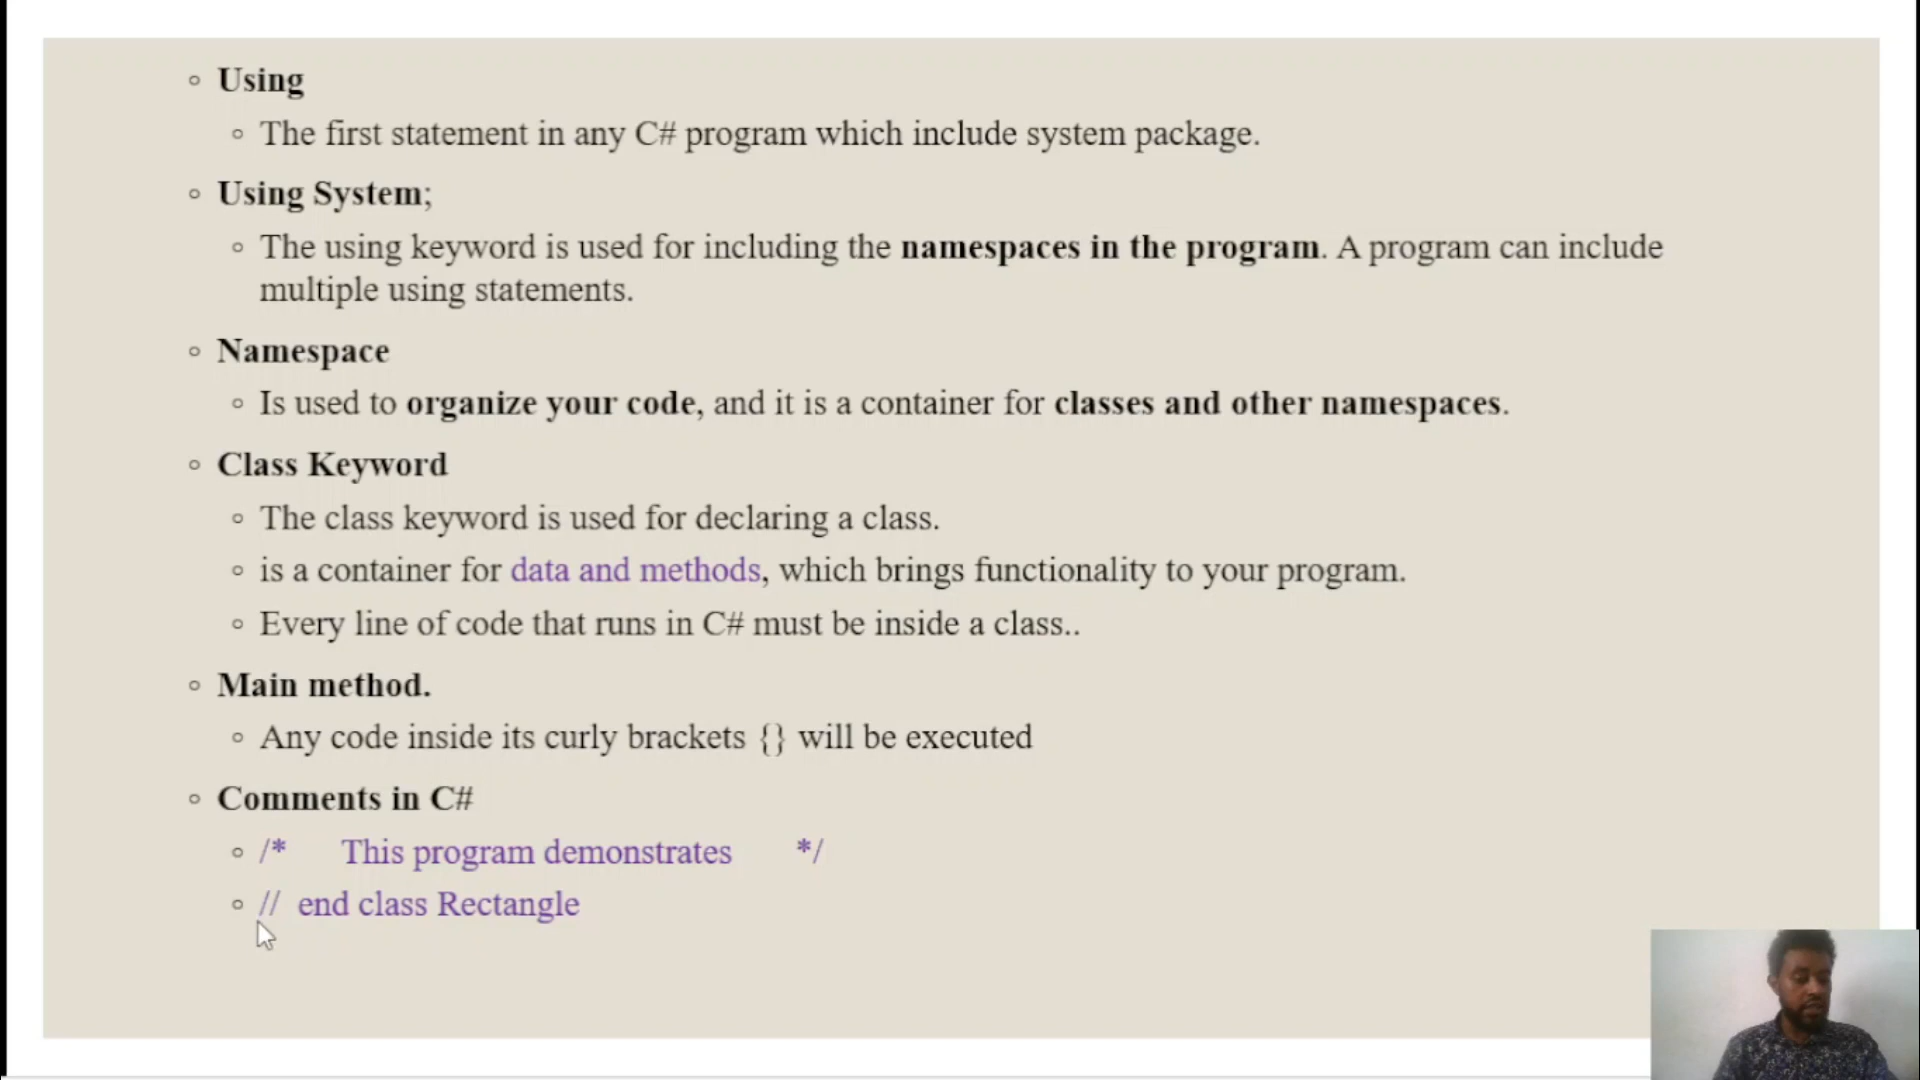 Using
The first statement in any C# program which include system package.
Using System;
The using keyword is used for including the namespaces in the program. A program can include
multiple using statements.
Namespace
Is used to organize your code, and it is a container for classes and other namespaces.
Class Keyword
The class keyword is used for declaring a class.
is a container for data and methods, which brings functionality to your program.
Every line of code that runs in C# must be inside a class..
Main method.
Any code inside its curly brackets {} will be executed
Comments in C#
/* This program demonstrates */
// end class Rectangle